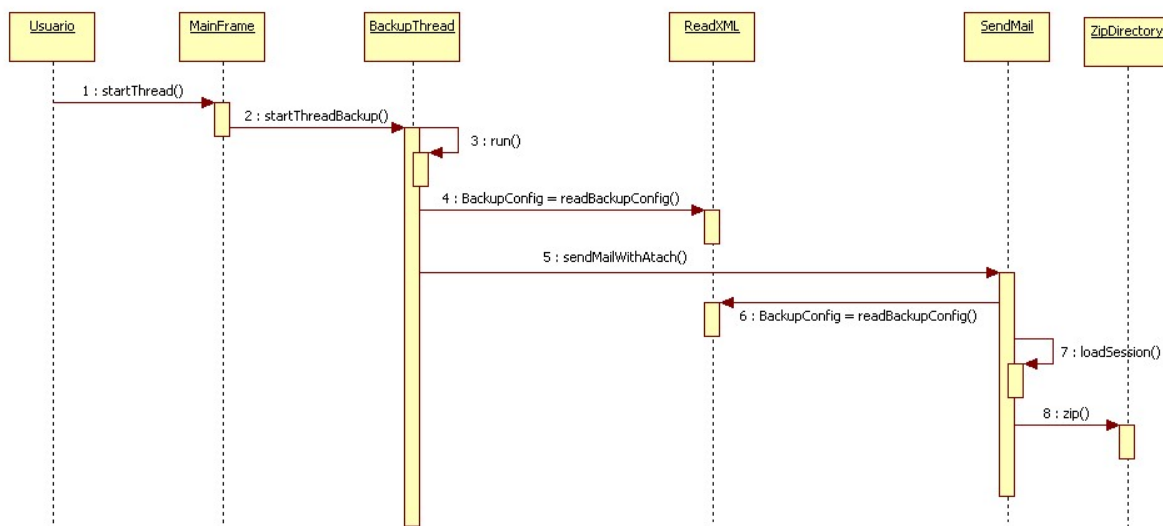 Usuario
MainFrame
BackupThread
ReadXML
SendMail
ZipDirectory
1 : startThread()
2 : startThreadBackup()
3 : run()
4 : BackupConfig = readBackupConfig()
5 : sendMailWithAtach()
6 : BackupConfig = readBackupConfig()
7 : loadSession()
8 : zip()